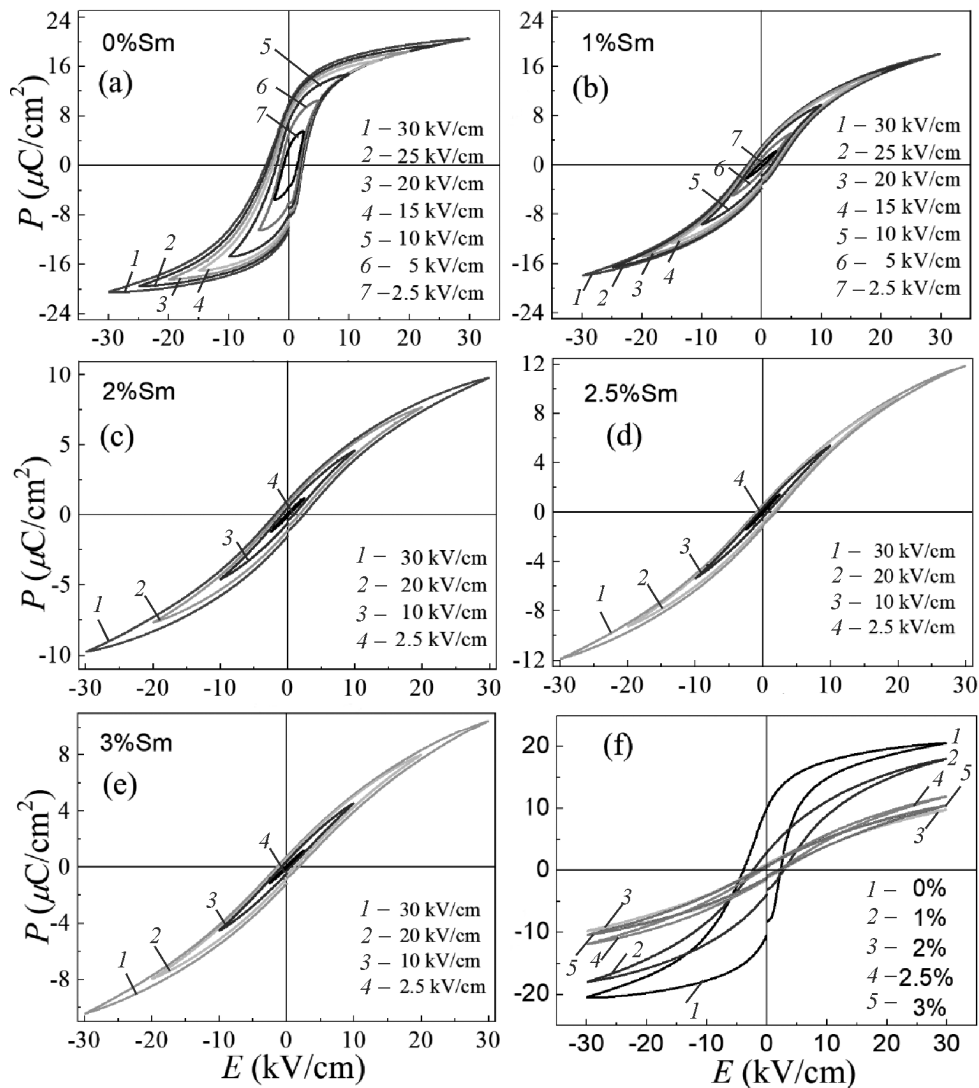 24
16
8
0
-8
-16
-24
P (μC/cm²)
0%Sm
(a)
5
6
7
1 – 30 kV/cm
2 – 25 kV/cm
3 – 20 kV/cm
4 – 15 kV/cm
5 – 10 kV/cm
6 – 5 kV/cm
7 – 2.5 kV/cm
1
2
3
4
-30 -20 -10 0 10 20 30
24
16
8
0
-8
-16
-24
1%Sm
(b)
7
6
5
1 – 30 kV/cm
2 – 25 kV/cm
3 – 20 kV/cm
4 – 15 kV/cm
5 – 10 kV/cm
6 – 5 kV/cm
7 – 2.5 kV/cm
1
2
3
4
-30 -20 -10 0 10 20 30
10
5
0
-5
-10
P (μC/cm²)
2%Sm
(c)
4
3
2
1
1 – 30 kV/cm
2 – 20 kV/cm
3 – 10 kV/cm
4 – 2.5 kV/cm
-30 -20 -10 0 10 20 30
12
8
4
0
-4
-8
-12
2.5%Sm
(d)
4
3
2
1
1 – 30 kV/cm
2 – 20 kV/cm
3 – 10 kV/cm
4 – 2.5 kV/cm
-30 -20 -10 0 10 20 30
8
4
0
-4
-8
P (μC/cm²)
3%Sm
(e)
4
3
2
1
1 – 30 kV/cm
2 – 20 kV/cm
3 – 10 kV/cm
4 – 2.5 kV/cm
-30 -20 -10 0 10 20 30
E (kV/cm)
20
10
0
-10
-20
(f)
1
2
4
5
3
3
5
4
2
1
1 – 0%
2 – 1%
3 – 2%
4 – 2.5%
5 – 3%
-30 -20 -10 0 10 20 30
E (kV/cm)